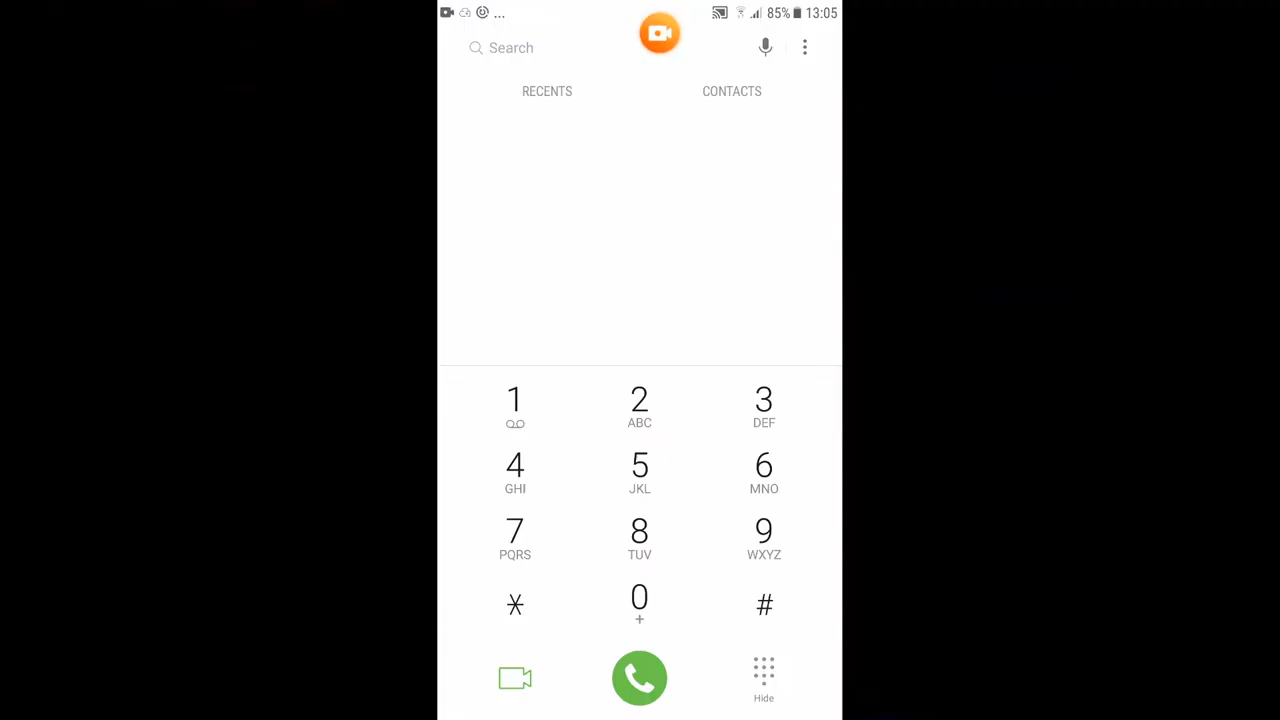 ... 85% 13:05
Search
RECENTS CONTACTS
1 2 3
ABC DEF
4 5 6
GHI JKL MNO
7 8 9
PQRS TUV WXYZ
* 0 #
+
Hide